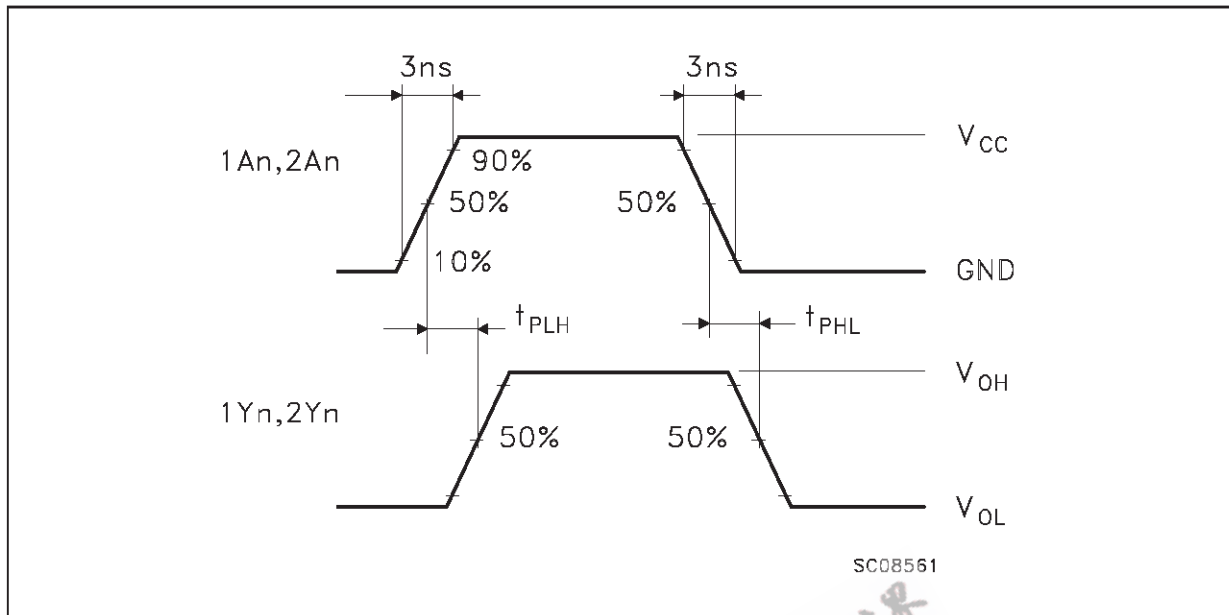 3ns 3ns
V_CC
1An,2An
90%
50% 50%
10%
GND
t_PLH t_PHL
V_OH
1Yn,2Yn
50% 50%
V_OL
SC08561